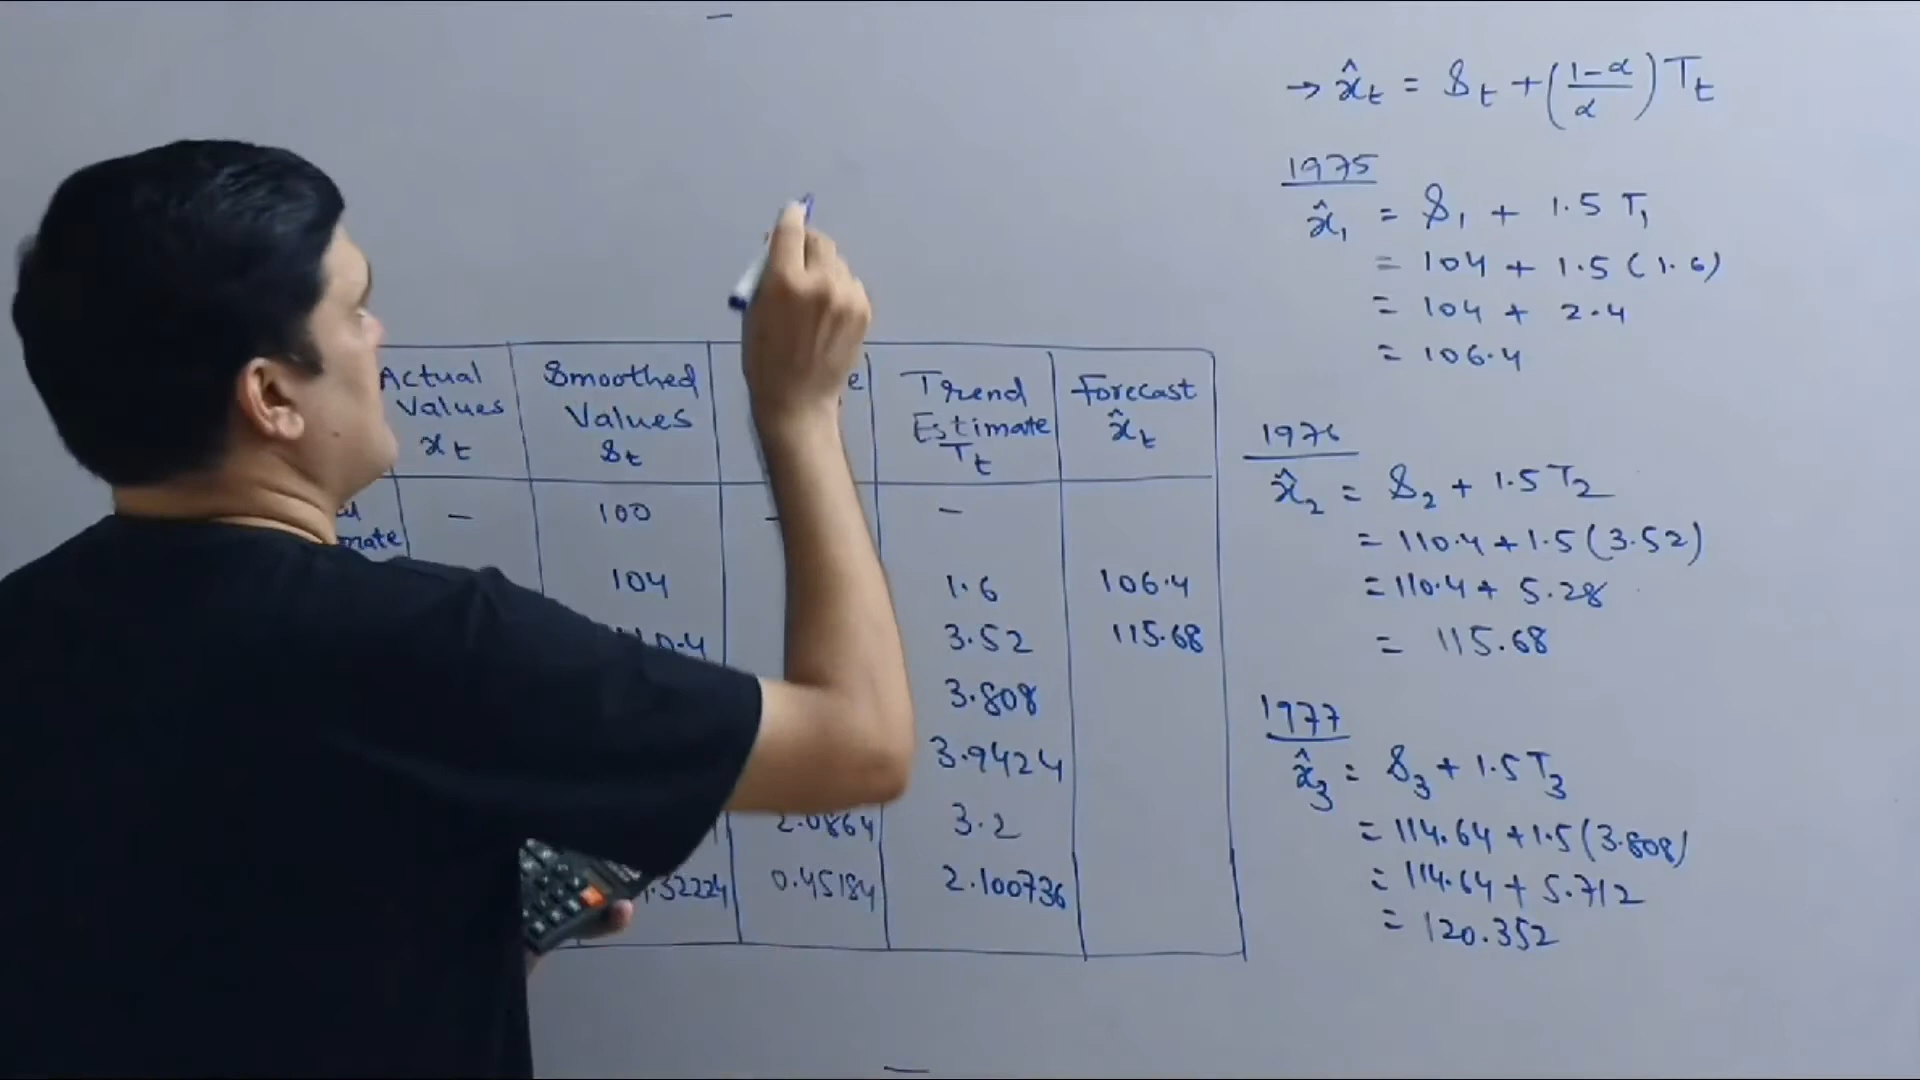 → x̂t = St + (1-α/α) Tt
1975
x̂1 = S1 + 1.5 T1
= 104 + 1.5 (1.6)
= 104 + 2.4
= 106.4
1976
x̂2 = S2 + 1.5 T2
= 110.4 + 1.5 (3.52)
= 110.4 + 5.28
= 115.68
1977
x̂3 = S3 + 1.5 T3
= 114.64 + 1.5 (3.808)
= 114.64 + 5.712
= 120.352
Actual Values xt
Smoothed Values St
Trend Estimate Tt
Forecast x̂t
— 100 — —
104 1.6 106.4
3.52 115.68
3.808
3.9424
2.0864 3.2
.32224 0.45184 2.100736